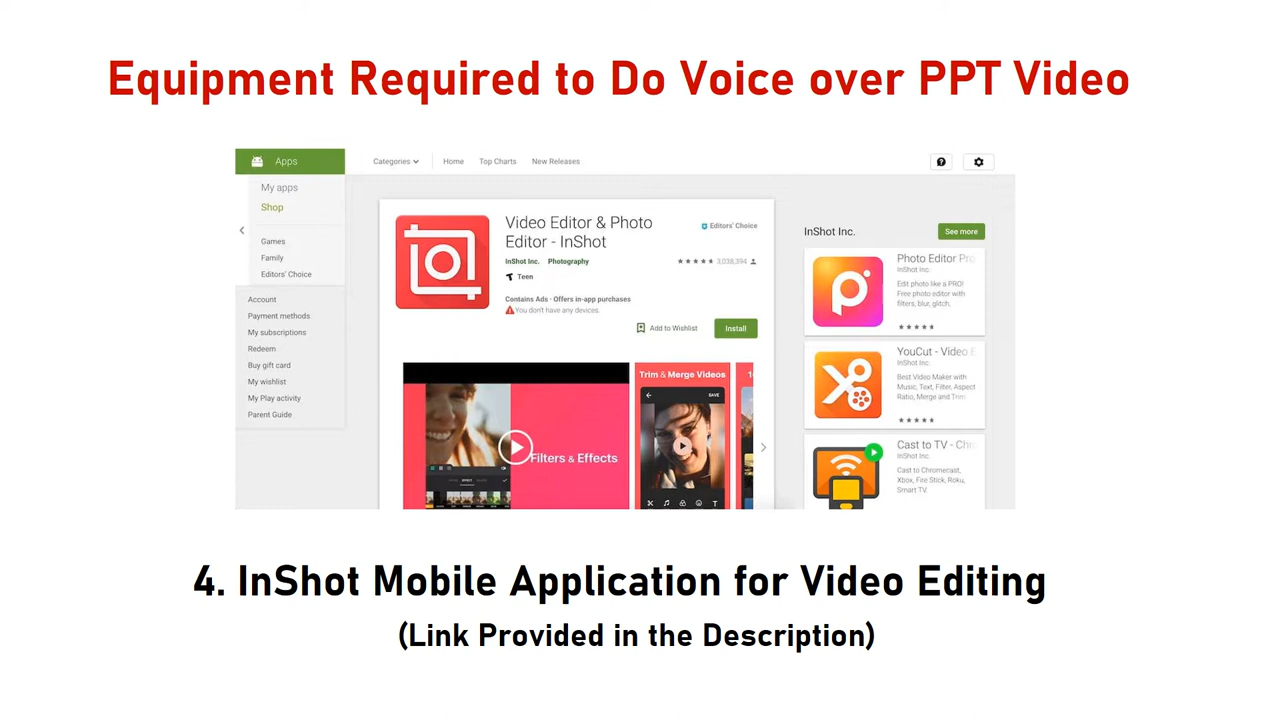 Equipment Required to Do Voice over PPT Video
Apps
Categories
Home
Top Charts
New Releases
My apps
Shop
Games
Family
Editors' Choice
Account
Payment methods
My subscriptions
Redeem
Buy gift card
My wishlist
My Play activity
Parent Guide
Video Editor & Photo
Editor - InShot
Editors' Choice
InShot Inc. Photography
3,038,394
Teen
Contains Ads · Offers in-app purchases
You don't have any devices.
Add to Wishlist
Install
Filters & Effects
Trim & Merge Videos
SAVE
InShot Inc.
See more
Photo Editor Pro
InShot Inc.
Edit photo like a PRO!
Free photo editor with
filters, blur, glitch.
YouCut - Video E
InShot Inc.
Best Video Maker with
Music, Text, Filter, Aspect
Ratio, Merge and Trim
Cast to TV - Chro
InShot Inc.
Cast to Chromecast,
Xbox, Fire Stick, Roku,
Smart TV.
4. InShot Mobile Application for Video Editing
(Link Provided in the Description)